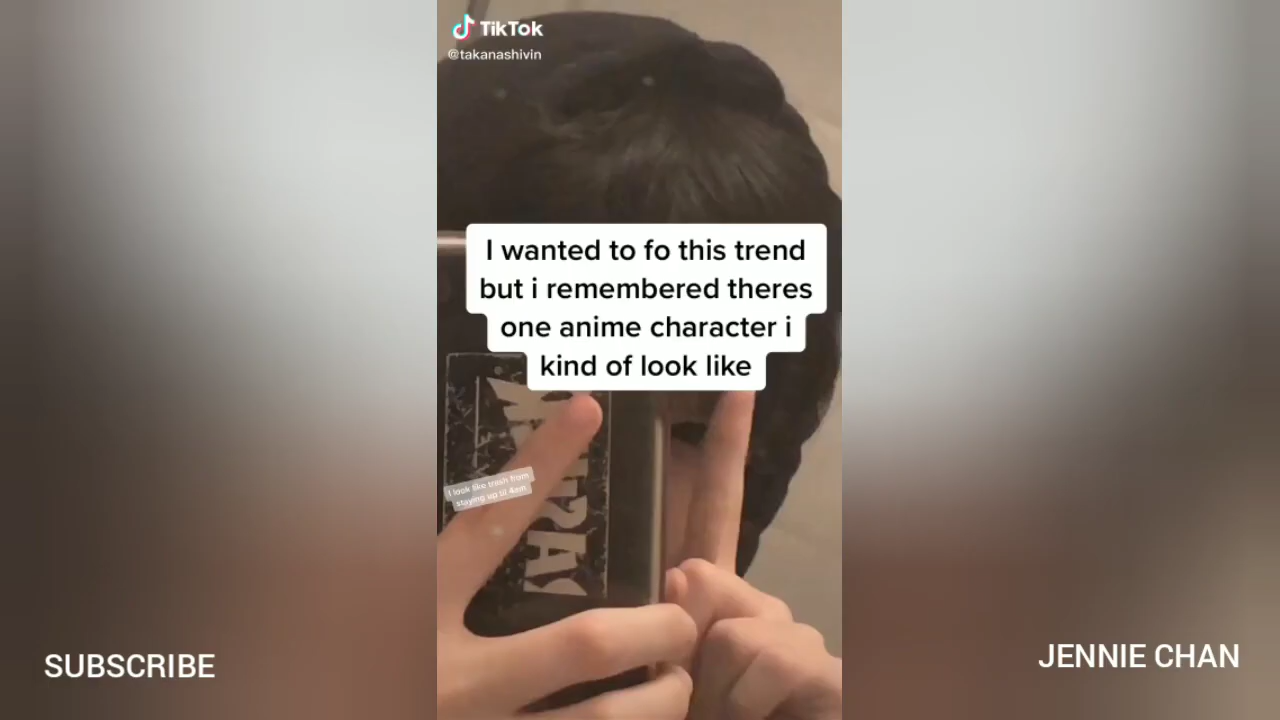 TikTok
@takanashivin
I wanted to fo this trend
but i remembered theres
one anime character i
kind of look like
I look like trash from
staying up til 4am
SUBSCRIBE
JENNIE CHAN